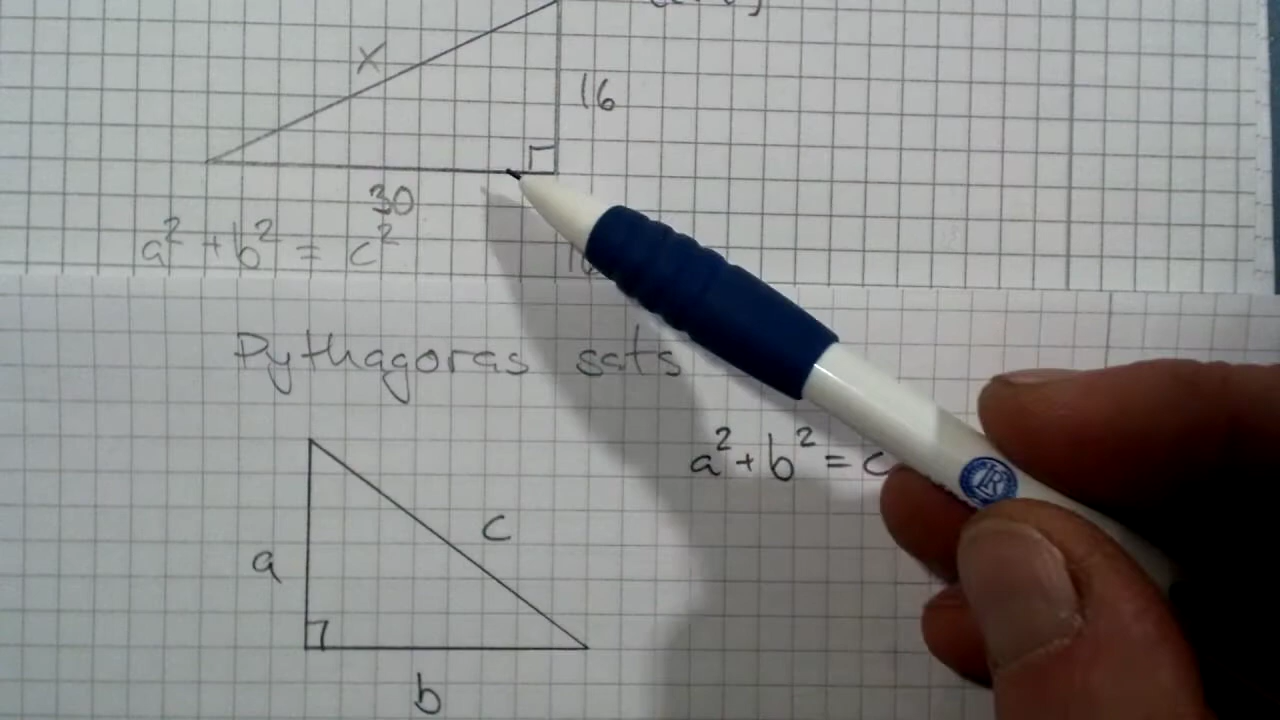 X
16
30
a² + b² = c²
Pythagoras sats
a² + b² = c
c
a
b